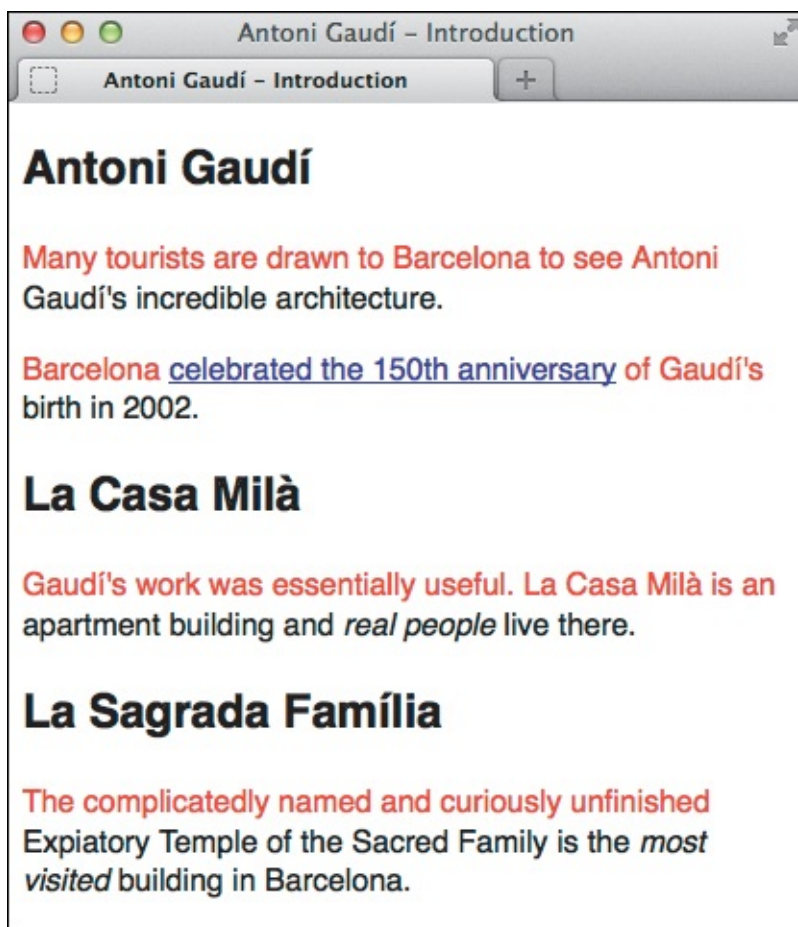 Antoni Gaudí – Introduction
Antoni Gaudí – Introduction
+
Antoni Gaudí
Many tourists are drawn to Barcelona to see Antoni
Gaudí's incredible architecture.
Barcelona celebrated the 150th anniversary of Gaudí's
birth in 2002.
La Casa Milà
Gaudí's work was essentially useful. La Casa Milà is an
apartment building and real people live there.
La Sagrada Família
The complicatedly named and curiously unfinished
Expiatory Temple of the Sacred Family is the most
visited building in Barcelona.